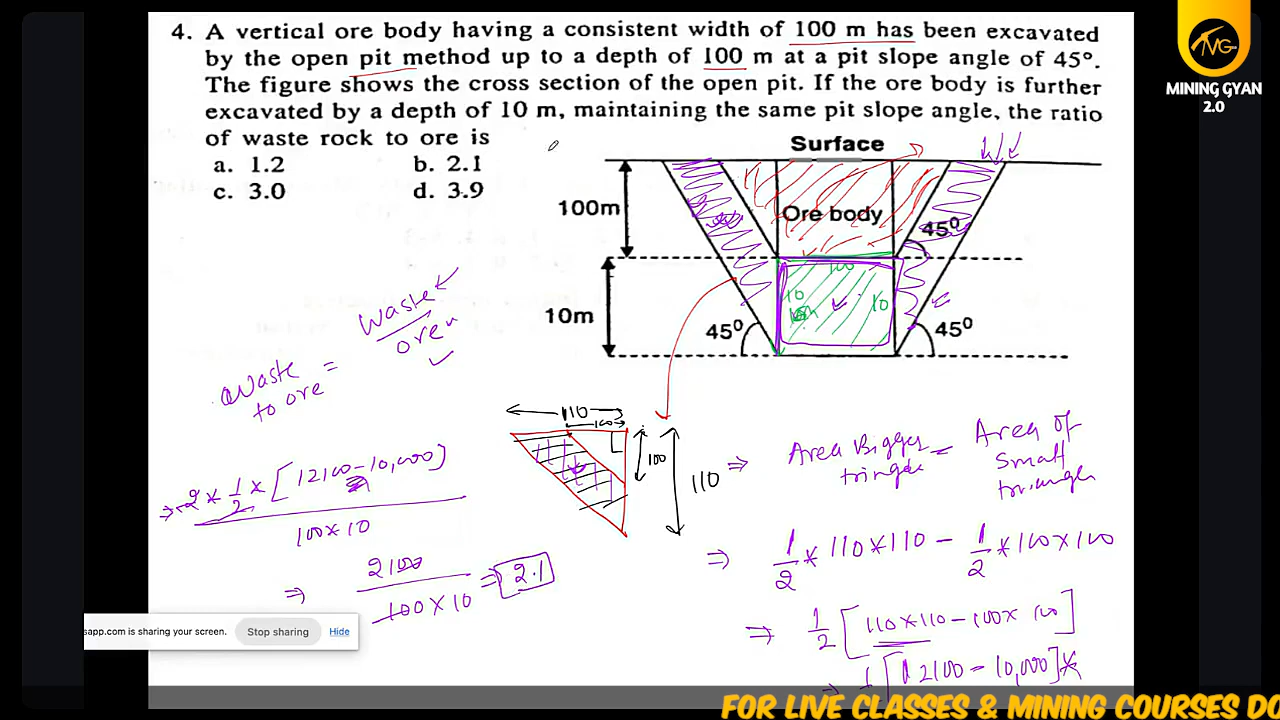 4. A vertical ore body having a consistent width of 100 m has been excavated
by the open pit method up to a depth of 100 m at a pit slope angle of 45°.
The figure shows the cross section of the open pit. If the ore body is further
excavated by a depth of 10 m, maintaining the same pit slope angle, the ratio
of waste rock to ore is
a. 1.2 b. 2.1
c. 3.0 d. 3.9
TVG
MINING GYAN
2.0
Surface
100m
Ore body
45°
100
10
10
10m
45°
45°
Waste
ore
Waste
to ore =
110
100
100
110
⇒ Area Bigger
triangle
= Area of
small
triangle
⇒ 1/2 * 110*110 - 1/2 * 100*100
⇒ 1/2 [110x110 - 100x 100]
⇒ 1 [12100 - 10,000]*
⇒ 2 * 1/2 * [12100-10,000]
100x10
⇒ 2100
100x10
⇒ 2.1
sapp.com is sharing your screen. Stop sharing Hide
FOR LIVE CLASSES & MINING COURSES DO